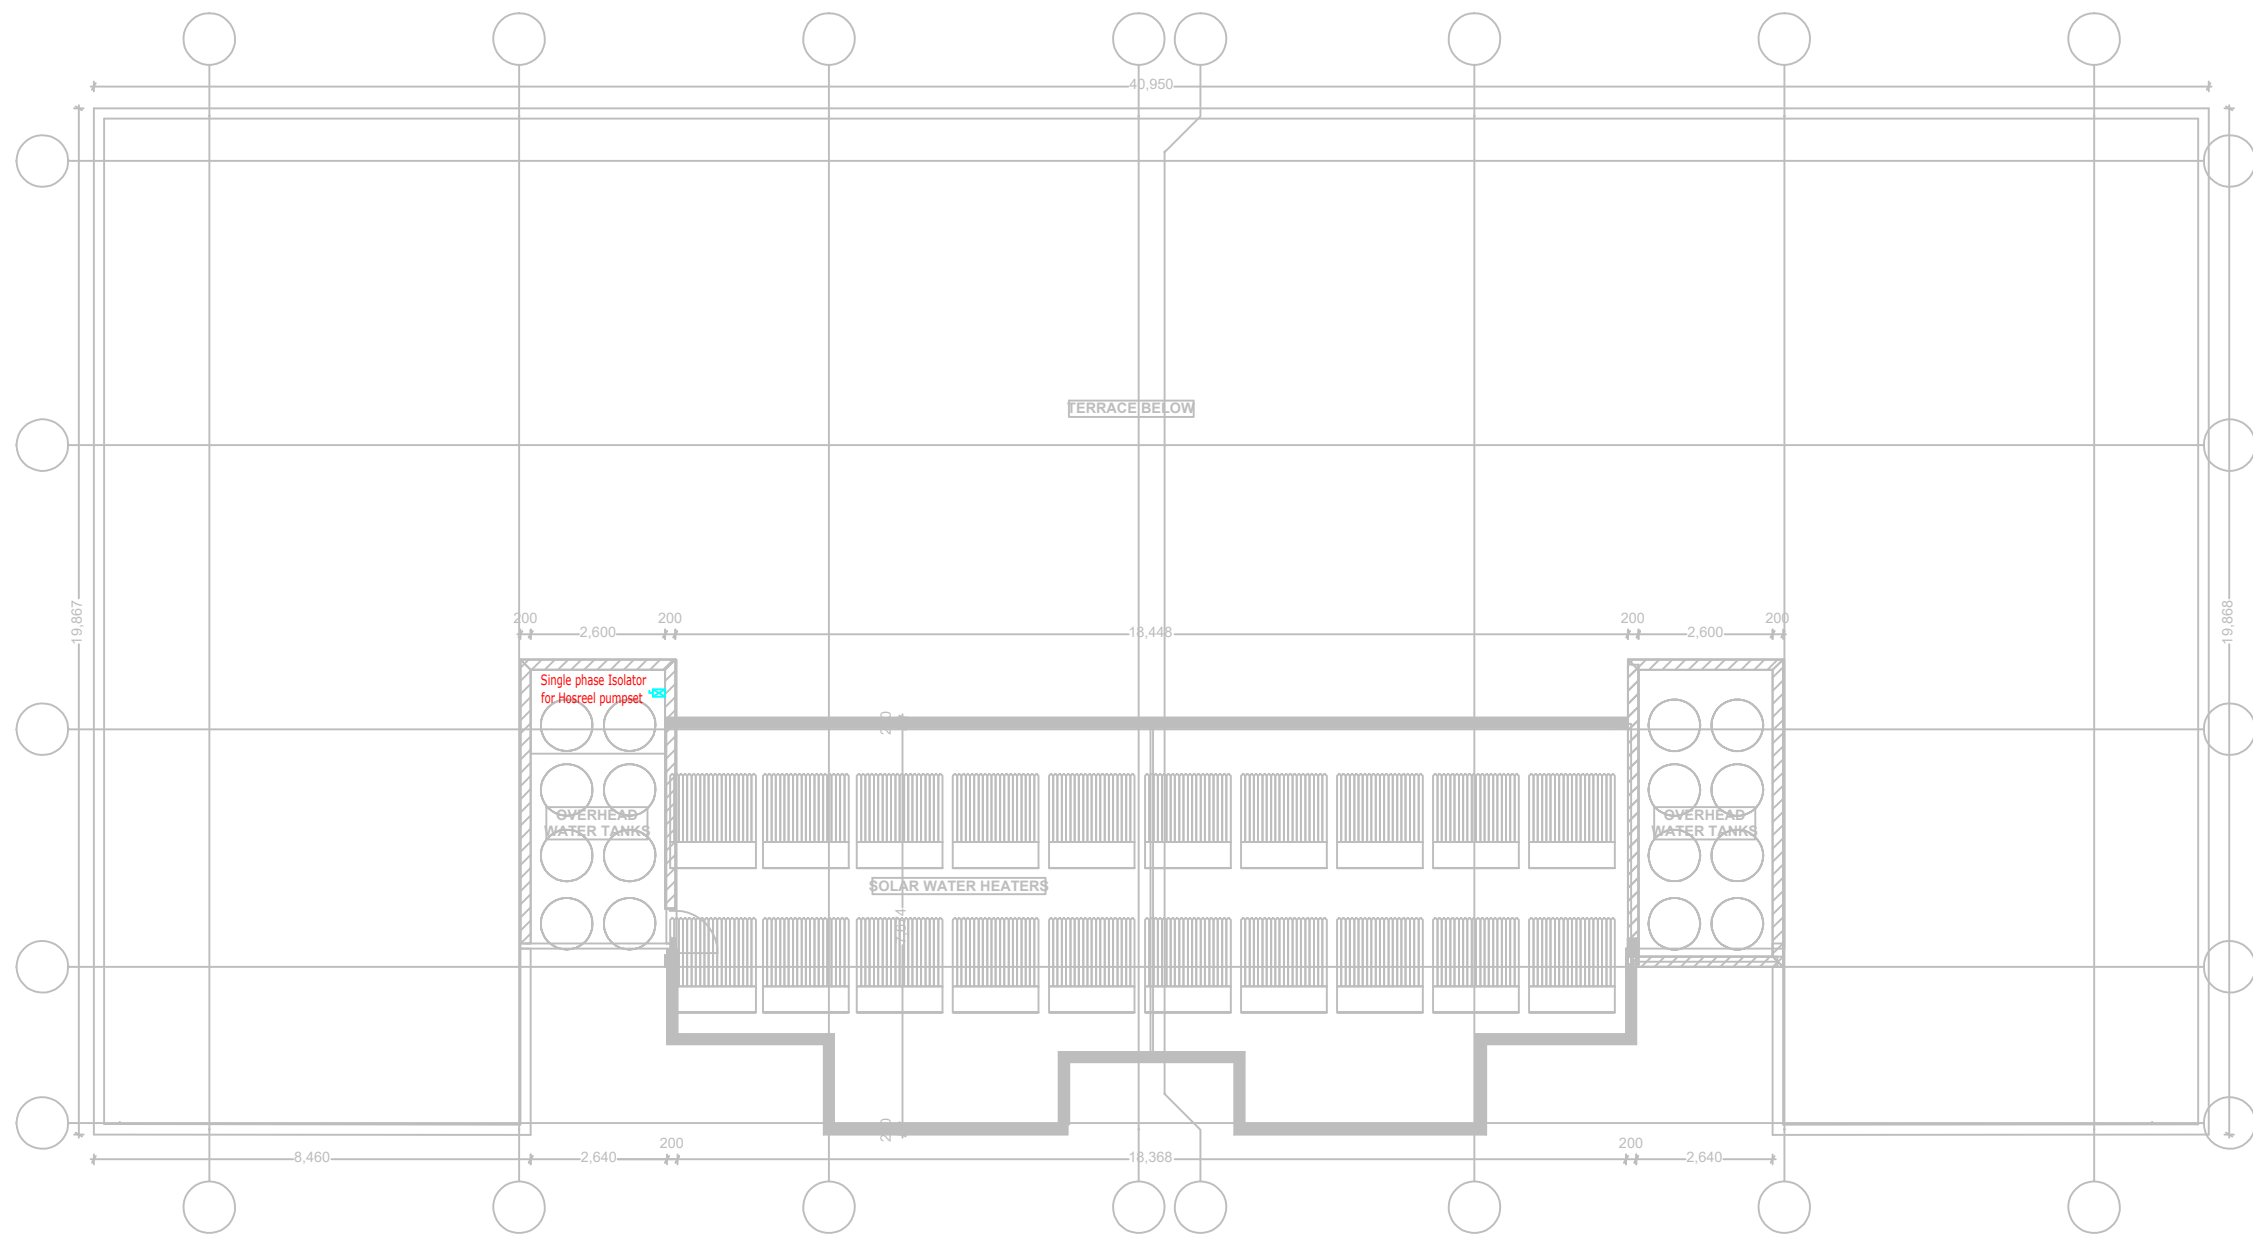 40,950
TERRACE BELOW
19,867
19,868
200
200
200
200
2,600
18,448
2,600
Single phase Isolator
for Hosreel pumpset
OVERHEAD
WATER TANKS
OVERHEAD
WATER TANKS
SOLAR WATER HEATERS
200
200
8,460
2,640
18,368
2,640